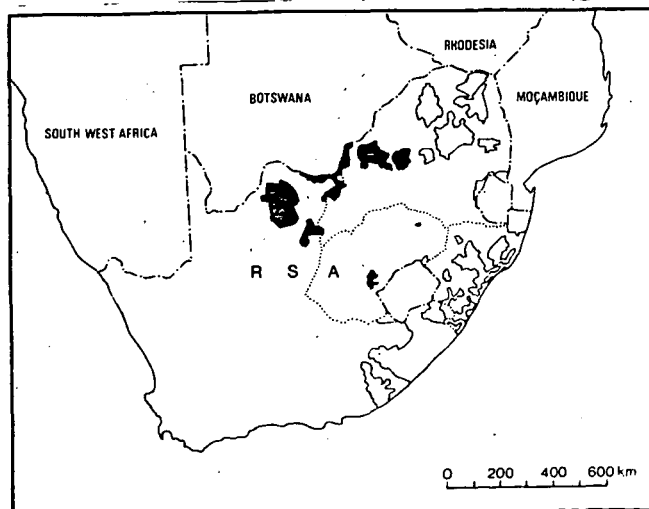 RHODESIA
BOTSWANA
MOÇAMBIQUE
SOUTH WEST AFRICA
R S A
0 200 400 600 km